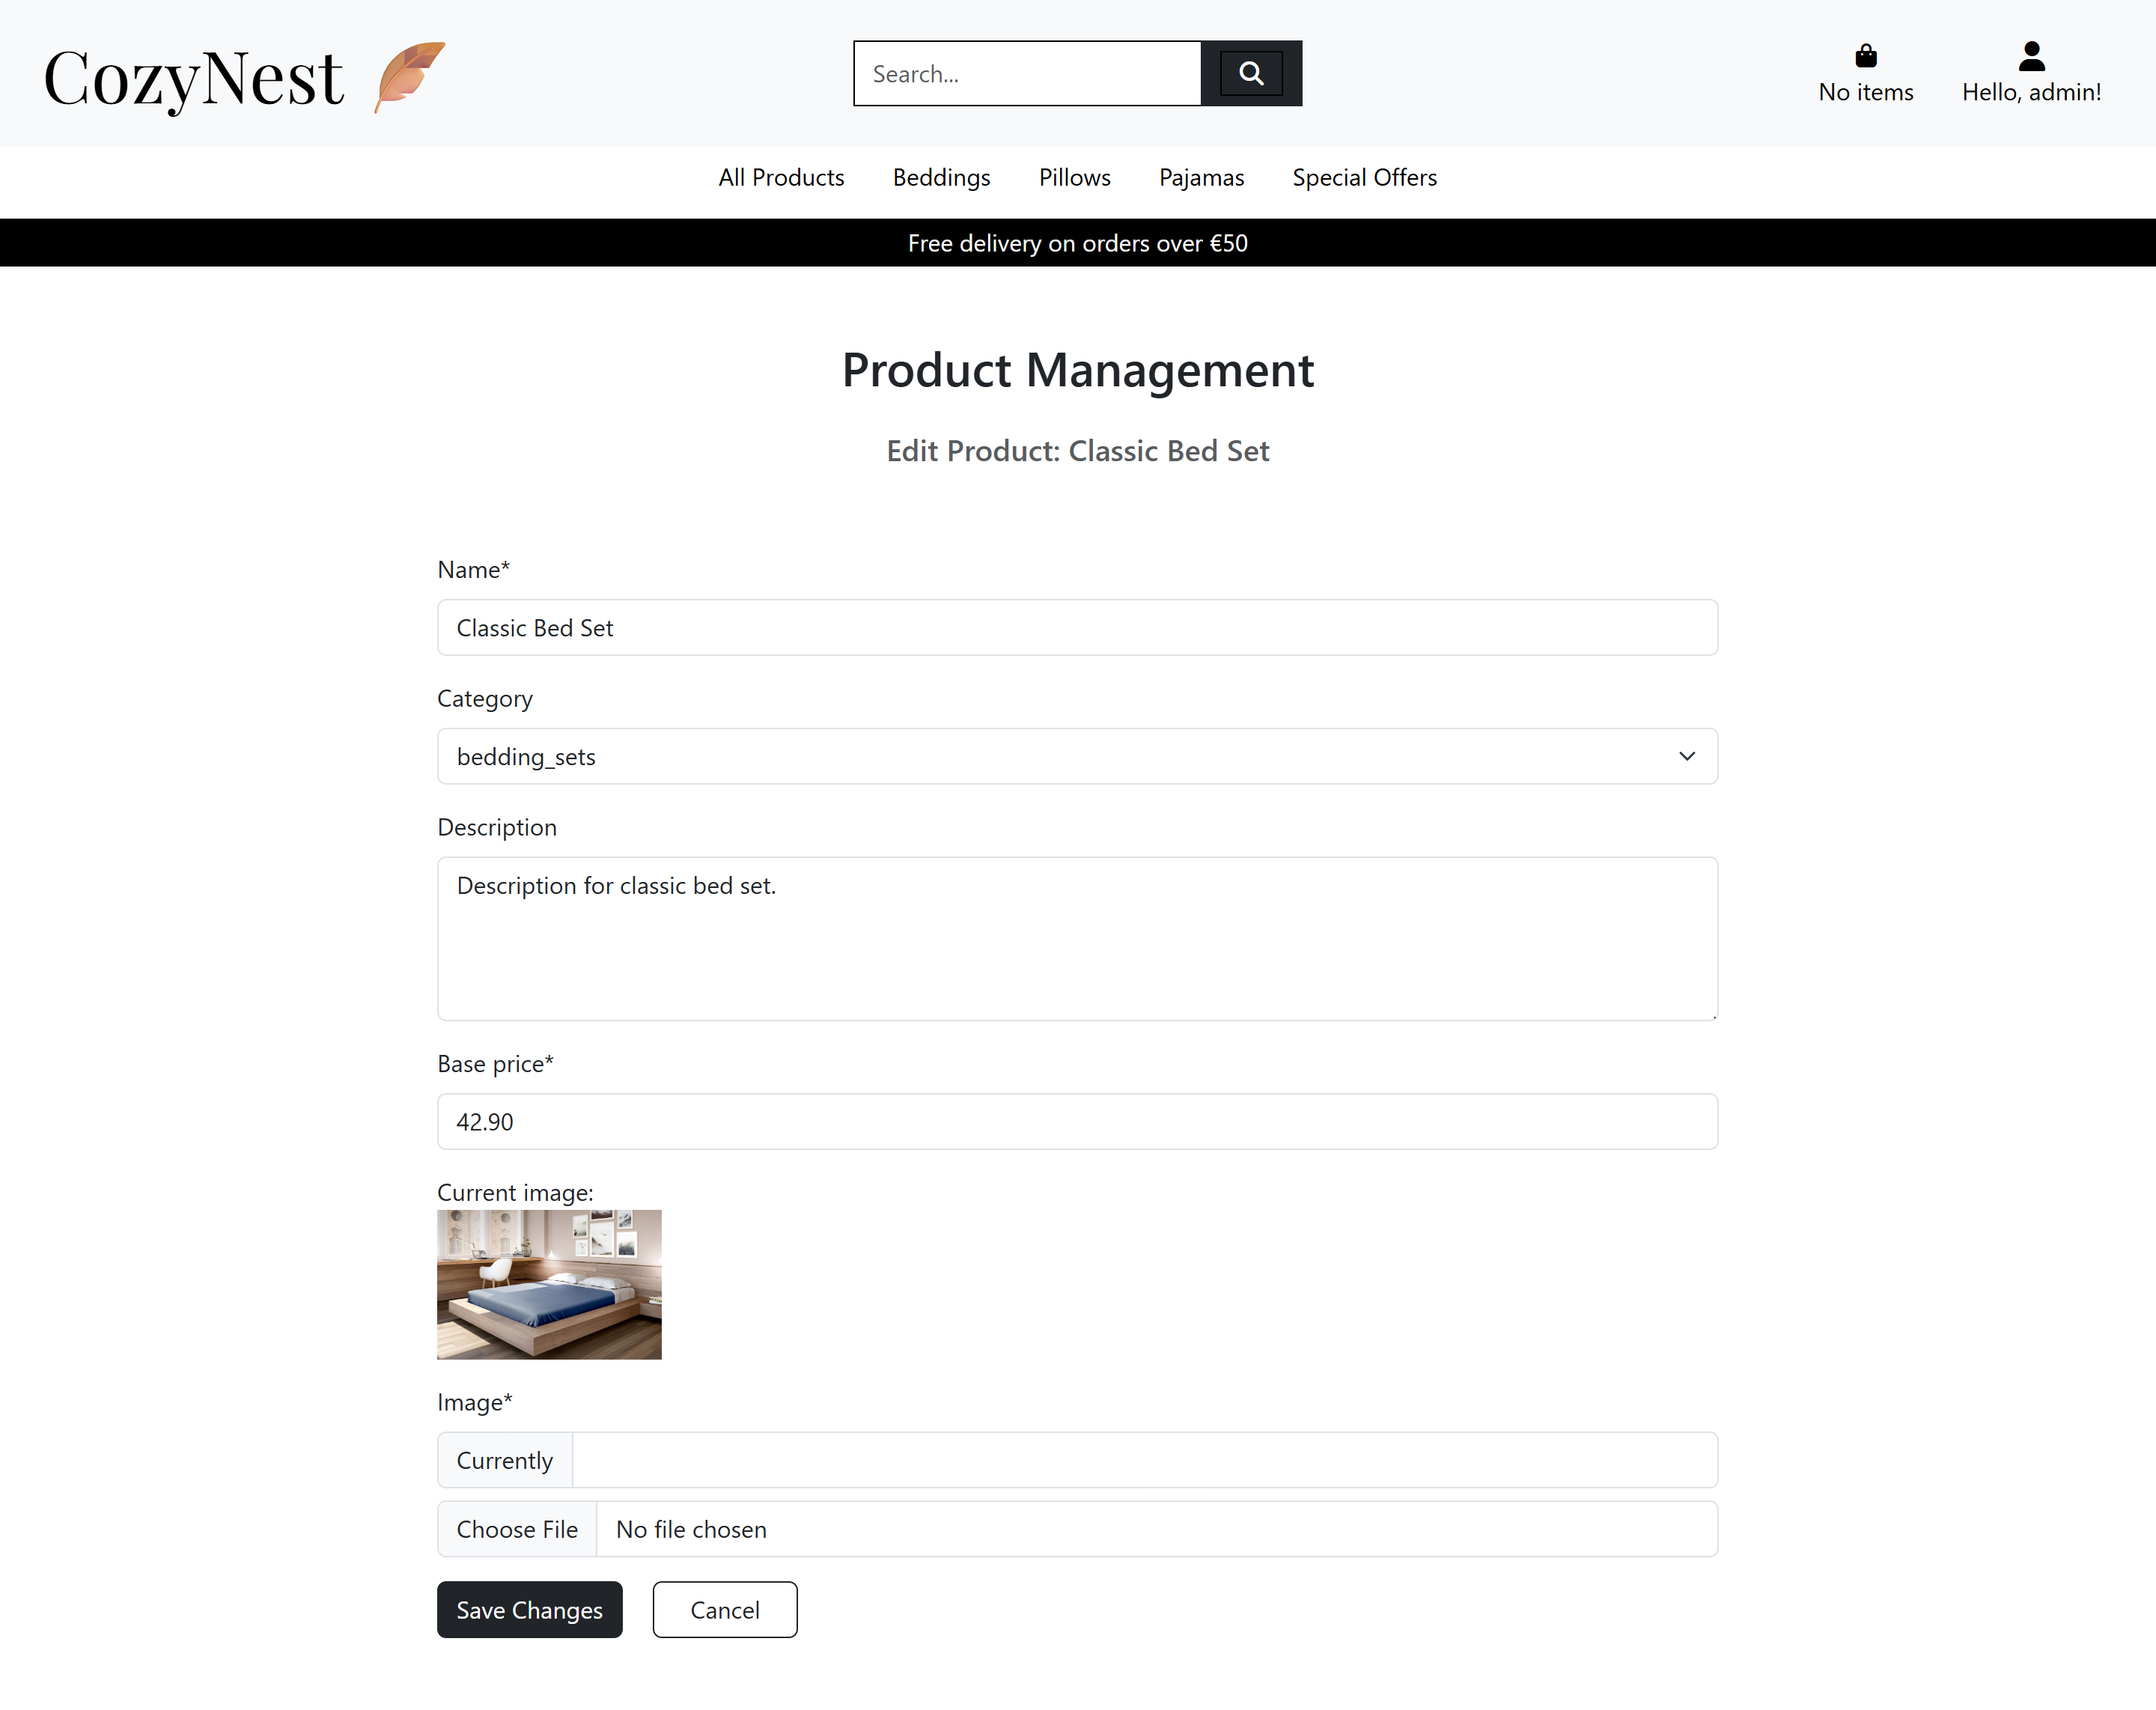 CozyNest
Search...
No items
Hello, admin!
All Products Beddings Pillows Pajamas Special Offers
Free delivery on orders over €50
Product Management
Edit Product: Classic Bed Set
Name*
Classic Bed Set
Category
bedding_sets
Description
Description for classic bed set.
Base price*
42.90
Current image:
Image*
Currently
Choose File No file chosen
Save Changes Cancel